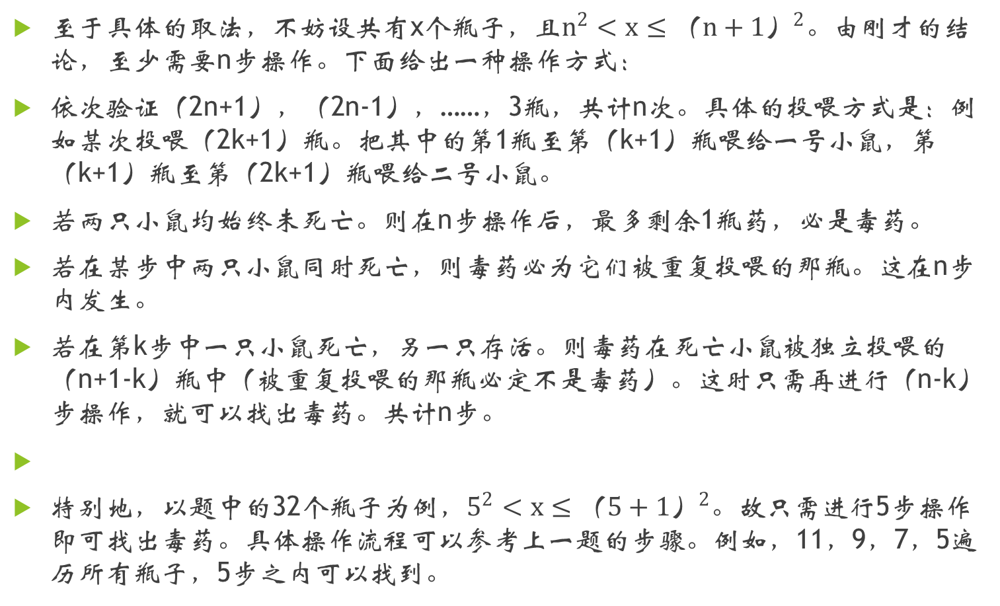 至于具体的取法，不妨设共有x个瓶子，且n² < x ≤ （n + 1）²。由刚才的结
论，至少需要n步操作。下面给出一种操作方式：
依次验证（2n+1），（2n-1），……，3瓶，共计n次。具体的投喂方式是：例
如某次投喂（2k+1）瓶。把其中的第1瓶至第（k+1）瓶喂给一号小鼠，第
（k+1）瓶至第（2k+1）瓶喂给二号小鼠。
若两只小鼠均始终未死亡。则在n步操作后，最多剩余1瓶药，必是毒药。
若在某步中两只小鼠同时死亡，则毒药必为它们被重复投喂的那瓶。这在n步
内发生。
若在第k步中一只小鼠死亡，另一只存活。则毒药在死亡小鼠被独立投喂的
（n+1-k）瓶中（被重复投喂的那瓶必定不是毒药）。这时只需再进行（n-k）
步操作，就可以找出毒药。共计n步。
特别地，以题中的32个瓶子为例，5² < x ≤ （5 + 1）²。故只需进行5步操作
即可找出毒药。具体操作流程可以参考上一题的步骤。例如，11，9，7，5遍
历所有瓶子，5步之内可以找到。